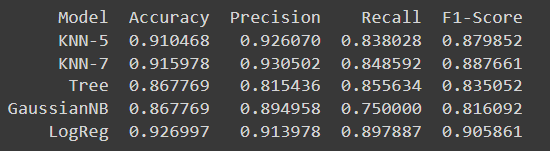 Model Accuracy Precision Recall F1-Score
KNN-5 0.910468 0.926070 0.838028 0.879852
KNN-7 0.915978 0.930502 0.848592 0.887661
Tree 0.867769 0.815436 0.855634 0.835052
GaussianNB 0.867769 0.894958 0.750000 0.816092
LogReg 0.926997 0.913978 0.897887 0.905861